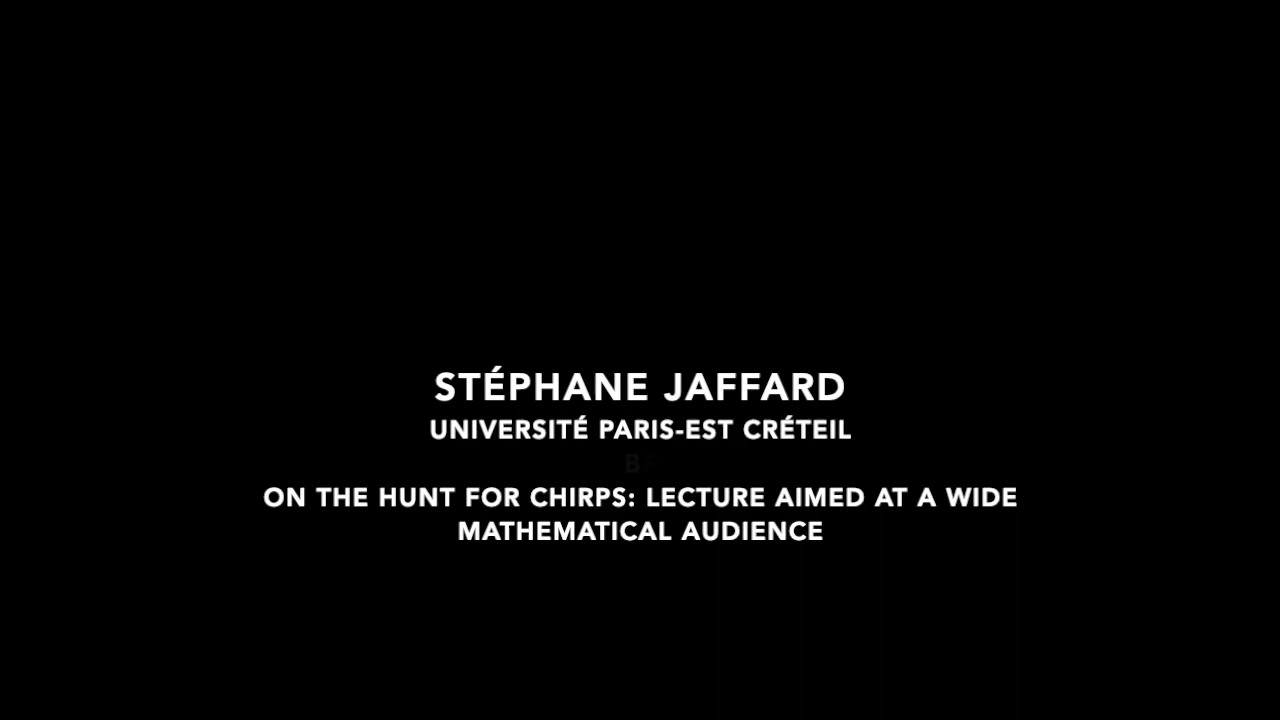 STÉPHANE JAFFARD
UNIVERSITÉ PARIS-EST CRÉTEIL
ON THE HUNT FOR CHIRPS: LECTURE AIMED AT A WIDE
MATHEMATICAL AUDIENCE